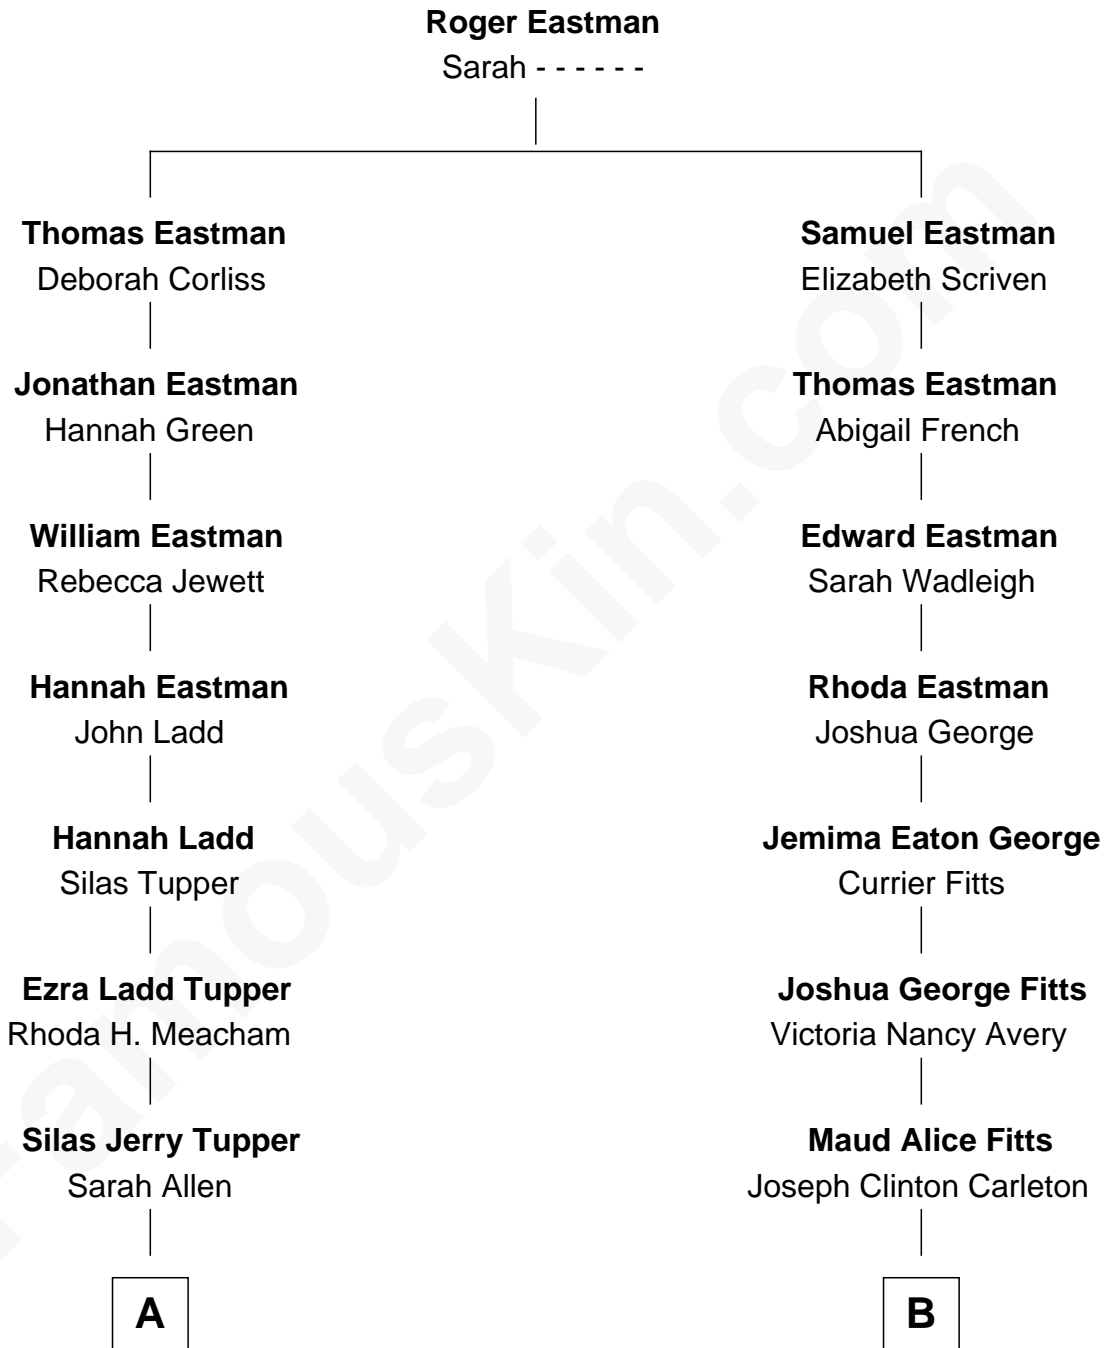 Roger Eastman
Sarah - - - - - -
Thomas Eastman
Deborah Corliss
Jonathan Eastman
Hannah Green
William Eastman
Rebecca Jewett
Hannah Eastman
John Ladd
Hannah Ladd
Silas Tupper
Ezra Ladd Tupper
Rhoda H. Meacham
Silas Jerry Tupper
Sarah Allen
A
Samuel Eastman
Elizabeth Scriven
Thomas Eastman
Abigail French
Edward Eastman
Sarah Wadleigh
Rhoda Eastman
Joshua George
Jemima Eaton George
Currier Fitts
Joshua George Fitts
Victoria Nancy Avery
Maud Alice Fitts
Joseph Clinton Carleton
B
FamousKin.com